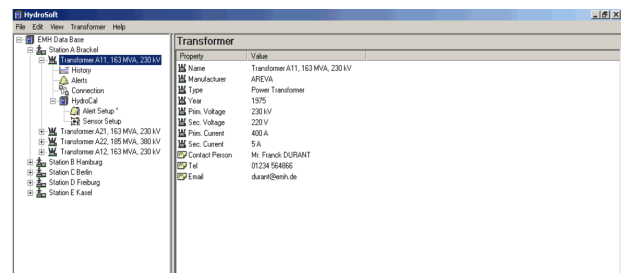 HydroSoft
File Edit View Transformer Help
EMH Data Base
Station A Brackel
Transformer A11, 163 MVA, 230 kV
History
Alerts
Connection
HydroCal
Alert Setup *
Sensor Setup
Transformer A21, 163 MVA, 230 kV
Transformer A22, 185 MVA, 380 kV
Transformer A12, 163 MVA, 230 kV
Station B Hamburg
Station C Berlin
Station D Freiburg
Station E Kasel
Transformer
Property Value
Name Transformer A11, 163 MVA, 230 kV
Manufacturer AREVA
Type Power Transformer
Year 1975
Prim. Voltage 230 kV
Sec. Voltage 220 V
Prim. Current 400 A
Sec. Current 5 A
Contact Person Mr. Franck DURANT
Tel 01234 564866
Email durant@emh.de